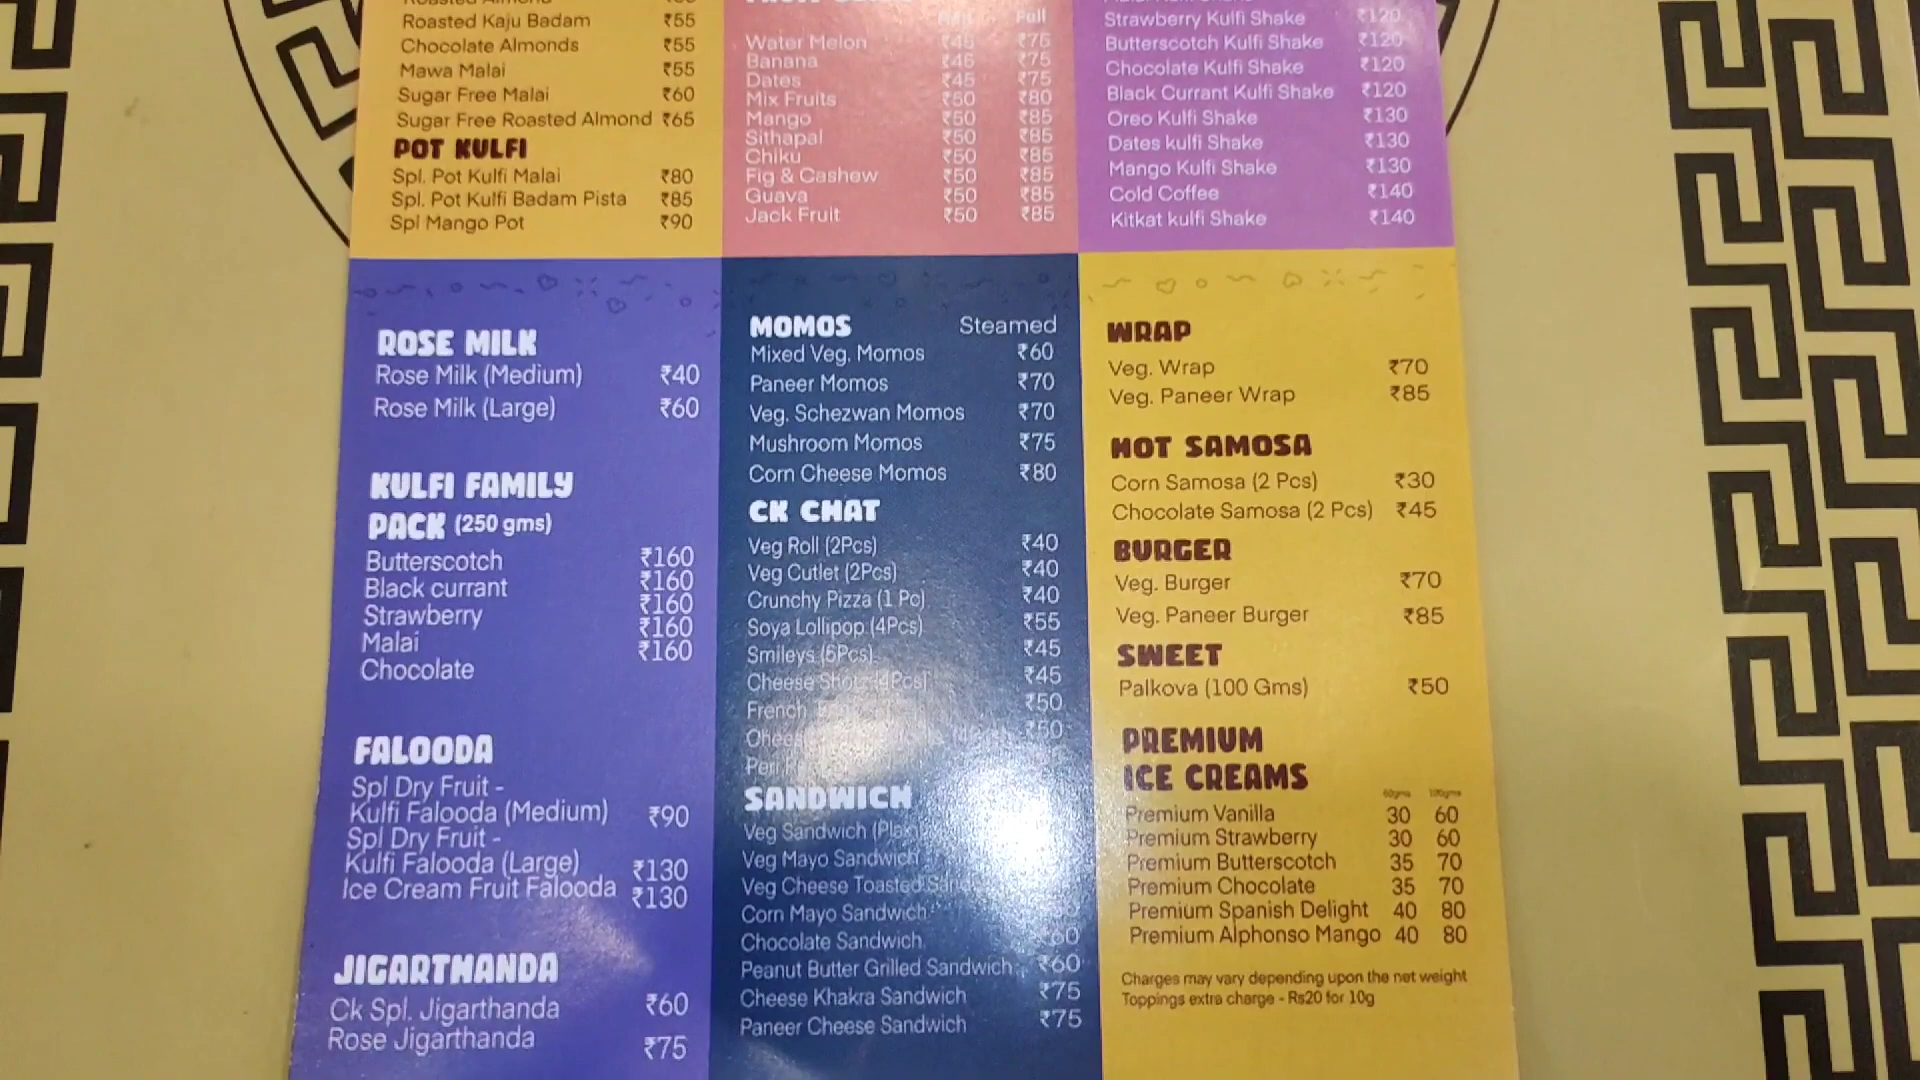 Roasted Kaju Badam ₹55
Chocolate Almonds ₹55
Mawa Malai ₹55
Sugar Free Malai ₹60
Sugar Free Roasted Almond ₹65
POT KULFI
Spl. Pot Kulfi Malai ₹80
Spl. Pot Kulfi Badam Pista ₹85
Spl Mango Pot ₹90
Full
Water Melon ₹45 ₹75
Banana ₹45 ₹75
Dates ₹45 ₹75
Mix Fruits ₹50 ₹80
Mango ₹50 ₹85
Sithapal ₹50 ₹85
Chiku ₹50 ₹85
Fig & Cashew ₹50 ₹85
Guava ₹50 ₹85
Jack Fruit ₹50 ₹85
Strawberry Kulfi Shake ₹120
Butterscotch Kulfi Shake ₹120
Chocolate Kulfi Shake ₹120
Black Currant Kulfi Shake ₹120
Oreo Kulfi Shake ₹130
Dates kulfi Shake ₹130
Mango Kulfi Shake ₹130
Cold Coffee ₹140
Kitkat kulfi Shake ₹140
ROSE MILK
Rose Milk (Medium) ₹40
Rose Milk (Large) ₹60
KULFI FAMILY
PACK (250 gms)
Butterscotch ₹160
Black currant ₹160
Strawberry ₹160
Malai ₹160
Chocolate ₹160
FALOODA
Spl Dry Fruit -
Kulfi Falooda (Medium) ₹90
Spl Dry Fruit -
Kulfi Falooda (Large) ₹130
Ice Cream Fruit Falooda ₹130
JIGARTHANDA
Ck Spl. Jigarthanda ₹60
Rose Jigarthanda ₹75
MOMOS Steamed
Mixed Veg. Momos ₹60
Paneer Momos ₹70
Veg. Schezwan Momos ₹70
Mushroom Momos ₹75
Corn Cheese Momos ₹80
CK CHAT
Veg Roll (2Pcs) ₹40
Veg Cutlet (2Pcs) ₹40
Crunchy Pizza (1 Pc) ₹40
Soya Lollipop (4Pcs) ₹55
Smileys (5Pcs) ₹45
Cheese Shotz (4Pcs) ₹45
French ₹50
₹50
SANDWICH
Veg Sandwich (Plain
Veg Mayo Sandwich
Veg Cheese Toasted
Corn Mayo Sandwich
Chocolate Sandwich ₹60
Peanut Butter Grilled Sandwich ₹60
Cheese Khakra Sandwich ₹75
Paneer Cheese Sandwich ₹75
WRAP
Veg. Wrap ₹70
Veg. Paneer Wrap ₹85
HOT SAMOSA
Corn Samosa (2 Pcs) ₹30
Chocolate Samosa (2 Pcs) ₹45
BURGER
Veg. Burger ₹70
Veg. Paneer Burger ₹85
SWEET
Palkova (100 Gms) ₹50
PREMIUM
ICE CREAMS
Premium Vanilla 30 60
Premium Strawberry 30 60
Premium Butterscotch 35 70
Premium Chocolate 35 70
Premium Spanish Delight 40 80
Premium Alphonso Mango 40 80
Charges may vary depending upon the net weight
Toppings extra charge - Rs20 for 10g